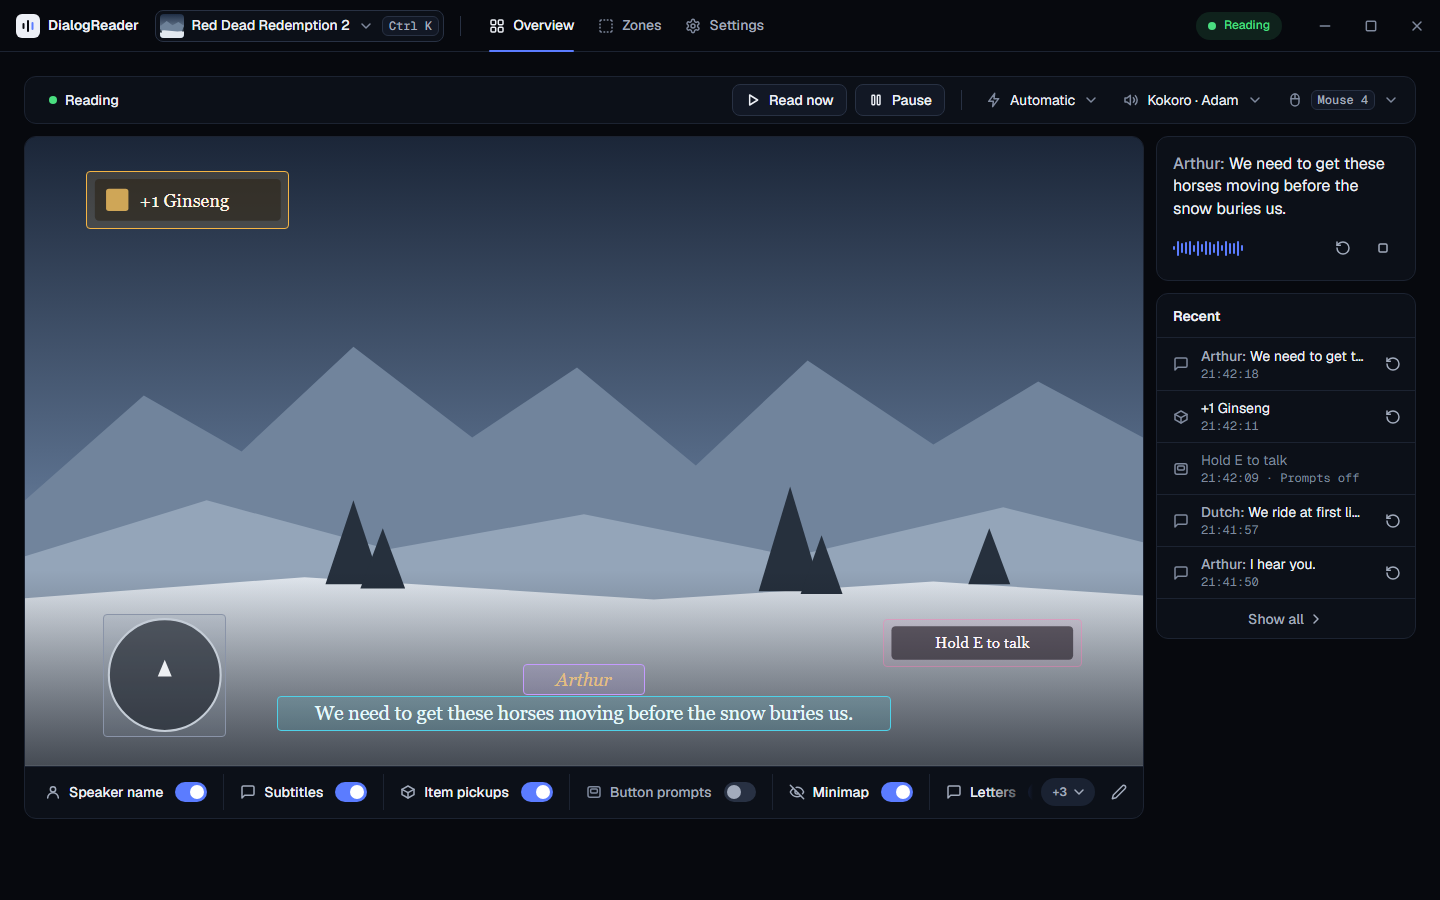 DialogReader
Red Dead Redemption 2
Ctrl K
Overview
Zones
Settings
Reading
Reading
Read now
Pause
Automatic
Kokoro · Adam
Mouse 4
+1 Ginseng
Hold E to talk
Arthur
We need to get these horses moving before the snow buries us.
Speaker name
Subtitles
Item pickups
Button prompts
Minimap
Letters
+3
Arthur: We need to get these
horses moving before the
snow buries us.
Recent
Arthur: We need to get t...
21:42:18
+1 Ginseng
21:42:11
Hold E to talk
21:42:09 · Prompts off
Dutch: We ride at first li...
21:41:57
Arthur: I hear you.
21:41:50
Show all